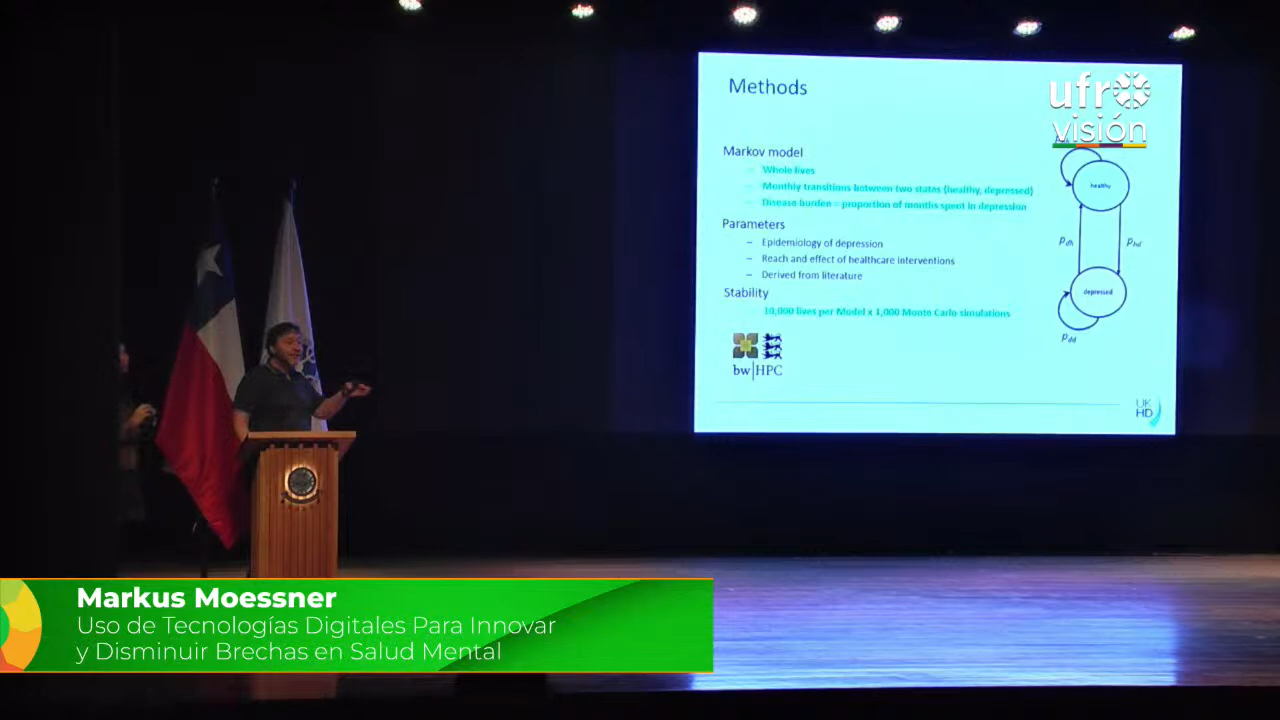 Methods
ufro
visión
Markov model
Whole lives
Monthly transitions between two states (healthy, depressed)
Disease burden = proportion of months spent in depression
Parameters
– Epidemiology of depression
– Reach and effect of healthcare interventions
– Derived from literature
Stability
10,000 lives per Model x 1,000 Monte Carlo simulations
bw|HPC
healthy
Pdh
Phd
depressed
Pdd
UK
HD
Markus Moessner
Uso de Tecnologías Digitales Para Innovar
y Disminuir Brechas en Salud Mental